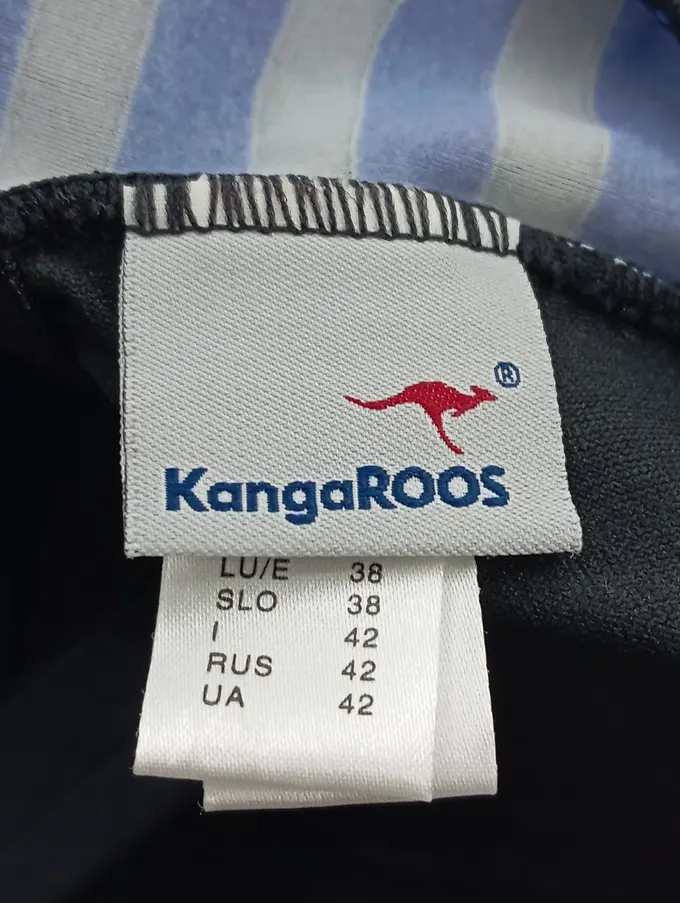 ®
KangaROOS
LU/E 38
SLO 38
I 42
RUS 42
UA 42